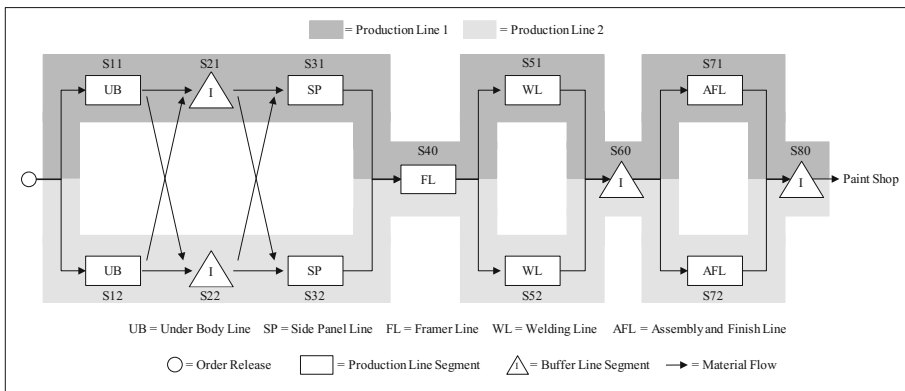 = Production Line 1 = Production Line 2
S11 S21 S31 S51 S71
UB I SP WL AFL
S40 S60 S80
FL I I Paint Shop
UB I SP WL AFL
S12 S22 S32 S52 S72
UB = Under Body Line SP = Side Panel Line FL = Framer Line WL = Welding Line AFL = Assembly and Finish Line
= Order Release = Production Line Segment I = Buffer Line Segment = Material Flow